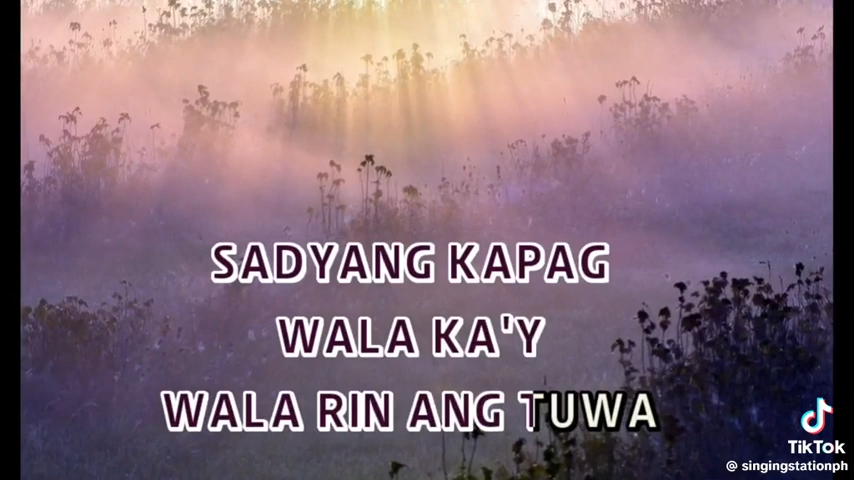 SADYANG KAPAG
WALA KA'Y
WALA RIN ANG TUWA
TikTok
@ singingstationph